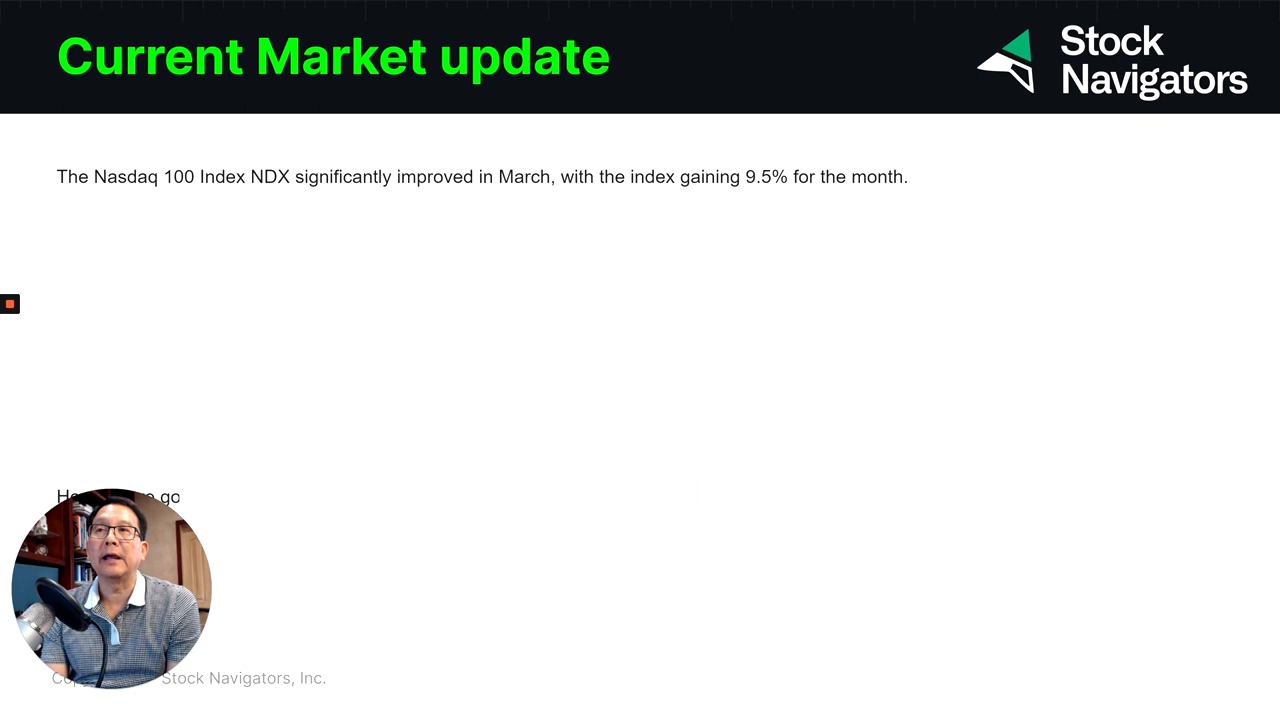 Current Market update
Stock
Navigators
The Nasdaq 100 Index NDX significantly improved in March, with the index gaining 9.5% for the month.
go
Stock Navigators, Inc.